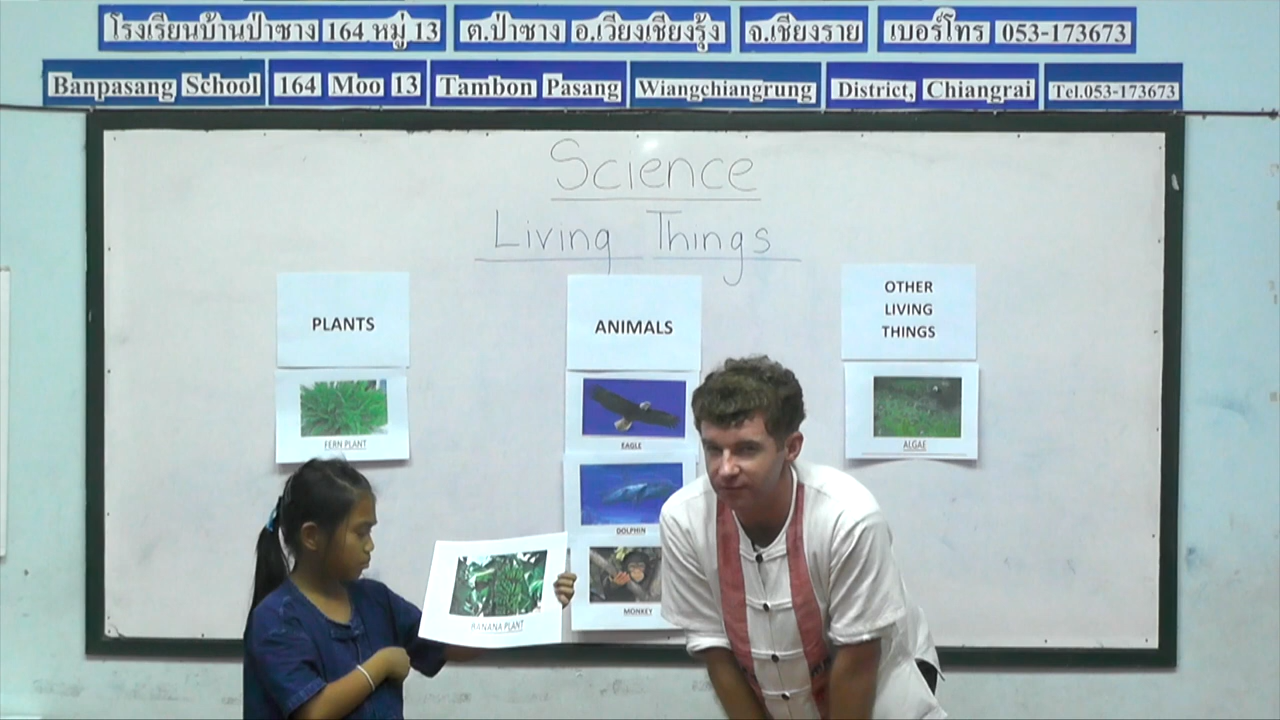 โรงเรียนบ้านป่าซาง 164 หมู่ 13 ต.ป่าซาง อ.เวียงเชียงรุ้ง จ.เชียงราย เบอร์โทร 053-173673
Banpasang School 164 Moo 13 Tambon Pasang Wiangchiangrung District, Chiangrai Tel.053-173673
Science
Living Things
PLANTS
FERN PLANT
BANANA PLANT
ANIMALS
EAGLE
DOLPHIN
MONKEY
OTHER
LIVING
THINGS
ALGAE